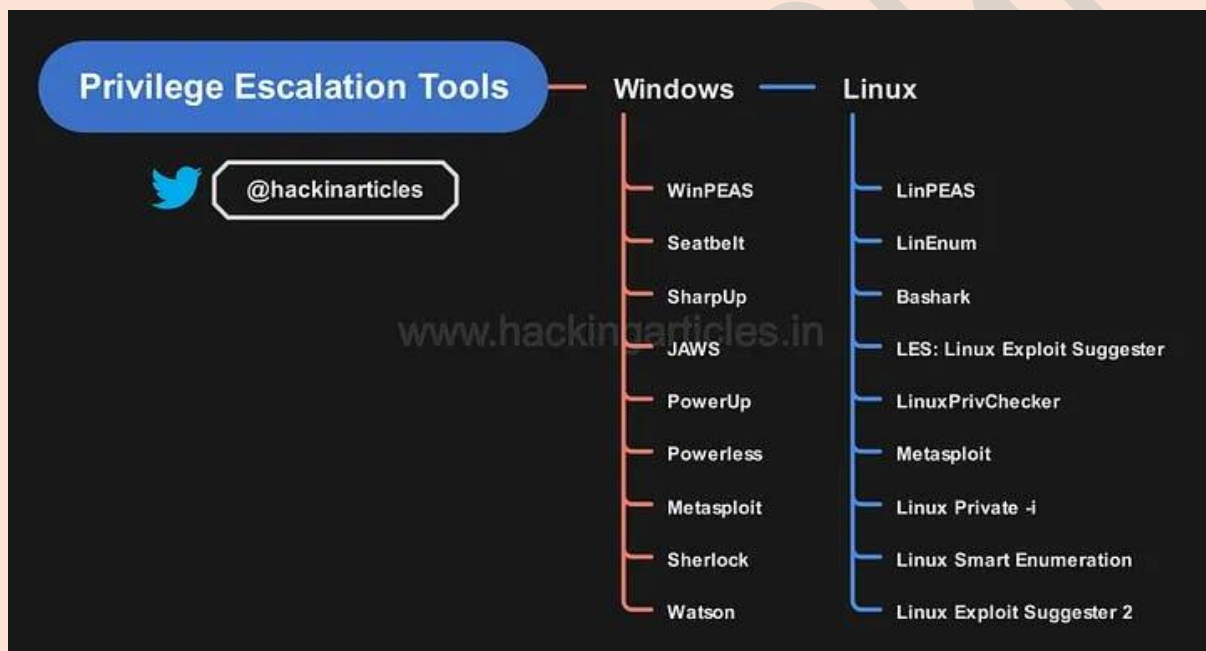 Privilege Escalation Tools
Windows
Linux
@hackinarticles
WinPEAS
Seatbelt
SharpUp
JAWS
PowerUp
Powerless
Metasploit
Sherlock
Watson
LinPEAS
LinEnum
Bashark
LES: Linux Exploit Suggester
LinuxPrivChecker
Metasploit
Linux Private -i
Linux Smart Enumeration
Linux Exploit Suggester 2
www.hackingarticles.in